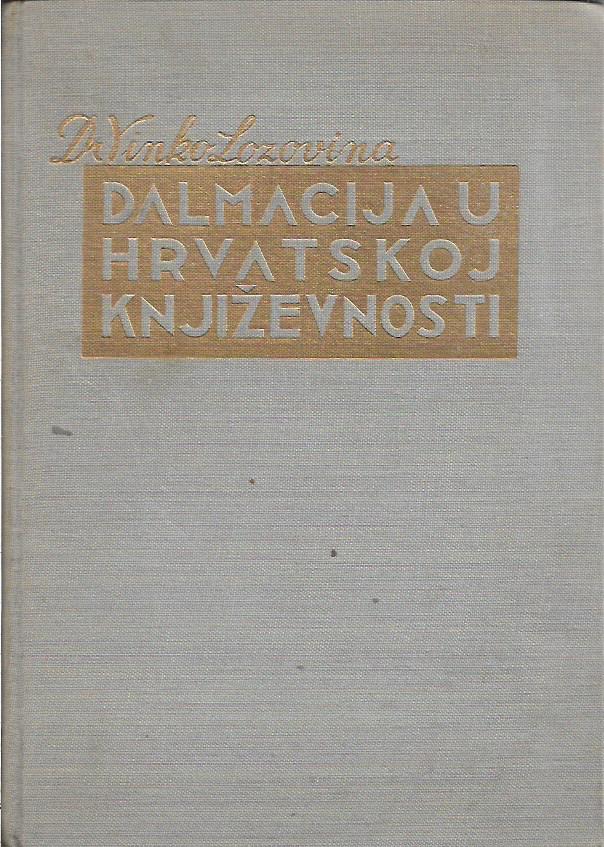 Dr Vinko Lozovina
DALMACIJA U
HRVATSKOJ
KNJIŽEVNOSTI